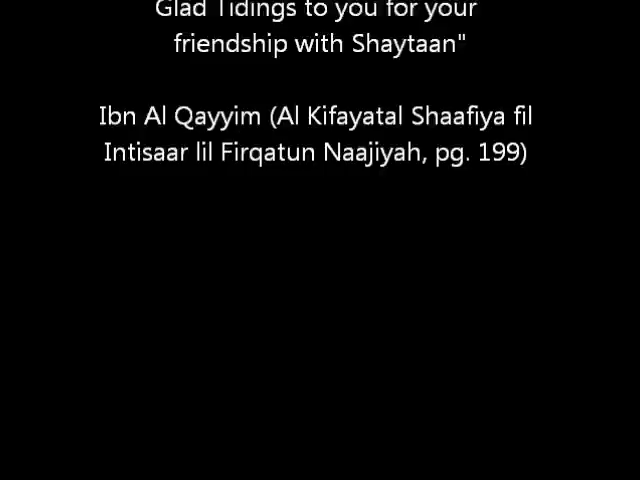 Glad Tidings to you for your
friendship with Shaytaan"
Ibn Al Qayyim (Al Kifayatal Shaafiya fil
Intisaar lil Firqatun Naajiyah, pg. 199)